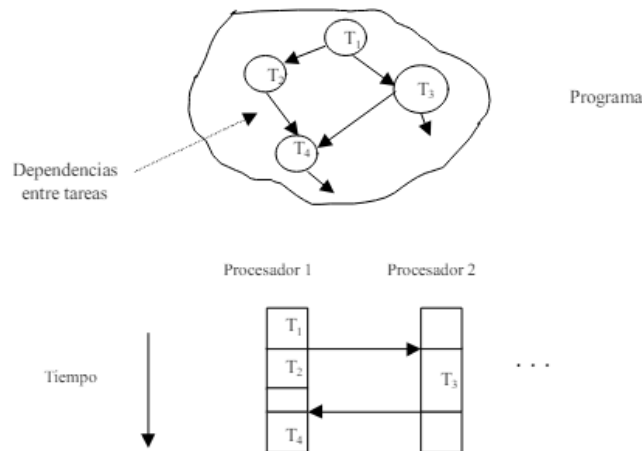 T1
T2
T3
Programa
T4
Dependencias
entre tareas
Procesador 1
Procesador 2
T1
T2
T3
. . .
Tiempo
T4